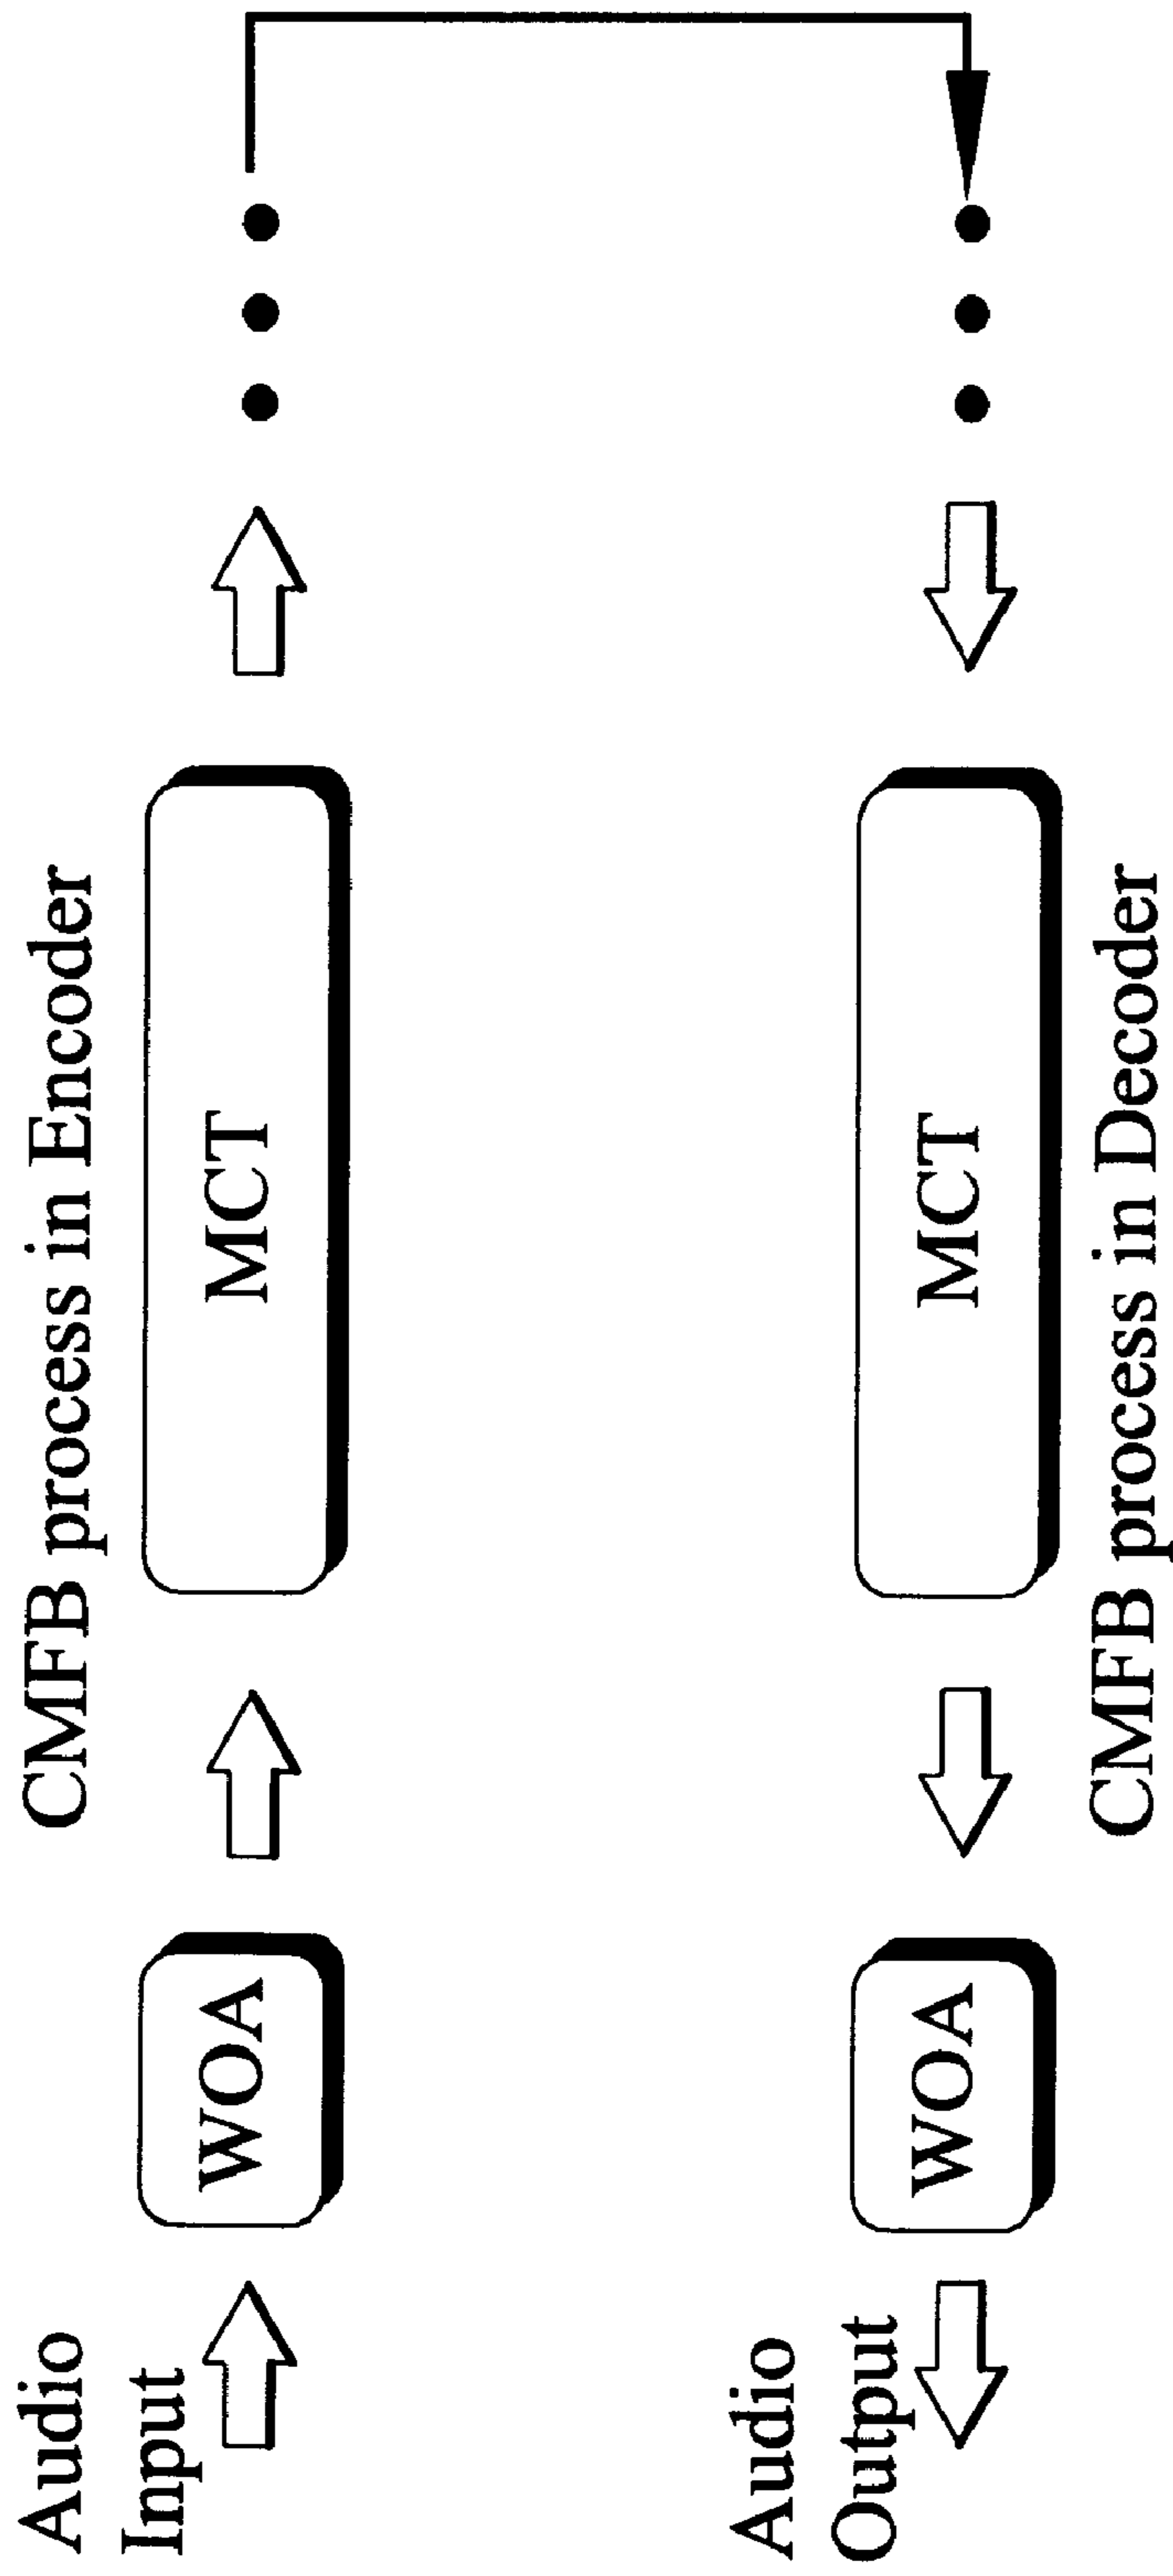 CMFB process in Encoder
Audio
Input
WOA
MCT
Audio
Output
WOA
MCT
CMFB process in Decoder